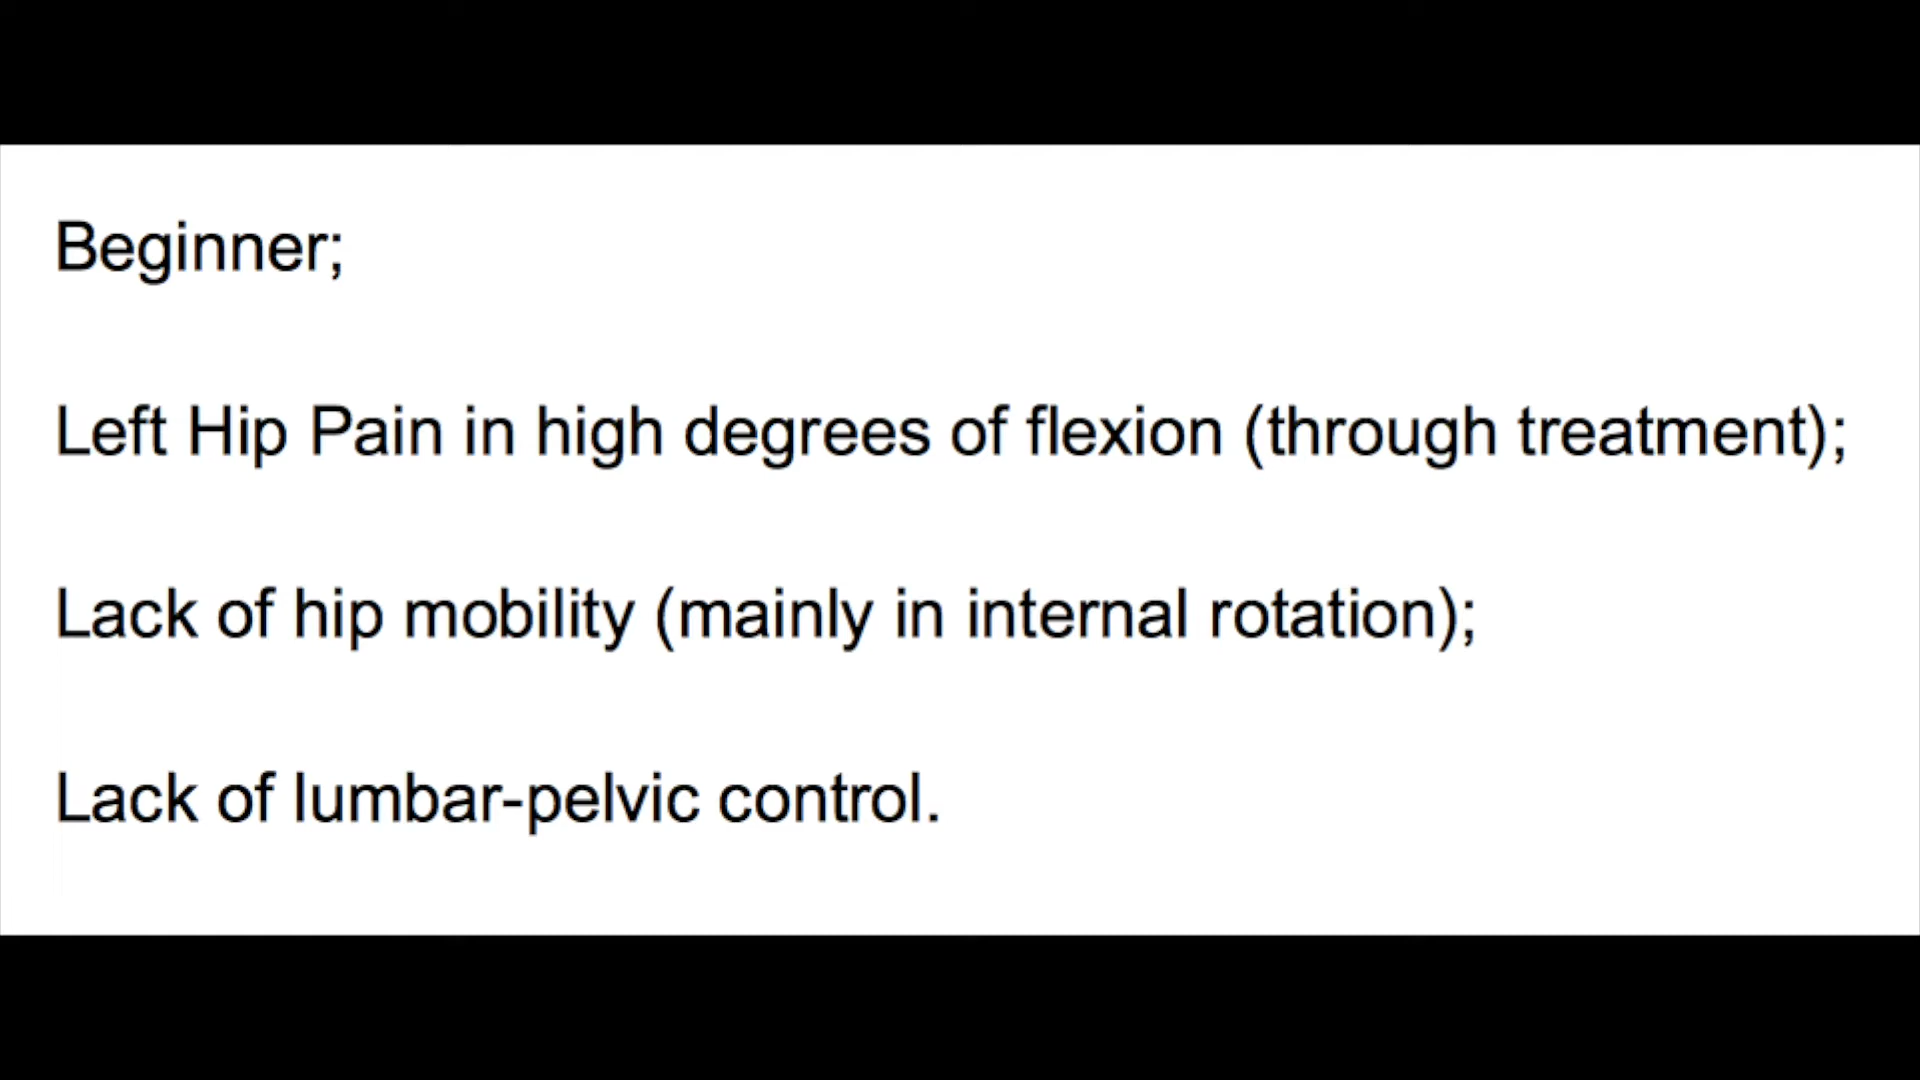 Beginner;
Left Hip Pain in high degrees of flexion (through treatment);
Lack of hip mobility (mainly in internal rotation);
Lack of lumbar-pelvic control.